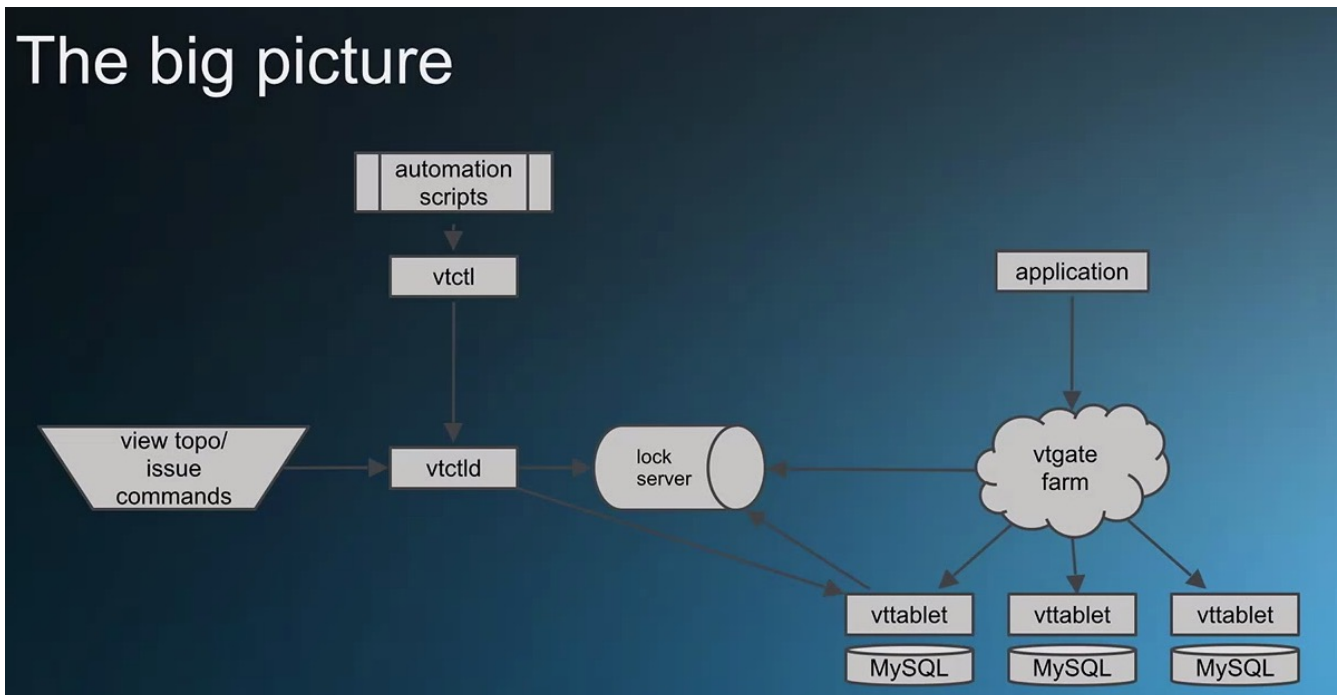 The big picture
automation
scripts
vtctl
application
view topo/
issue
commands
vtctld
lock
server
vtgate
farm
vttablet
vttablet
vttablet
MySQL
MySQL
MySQL